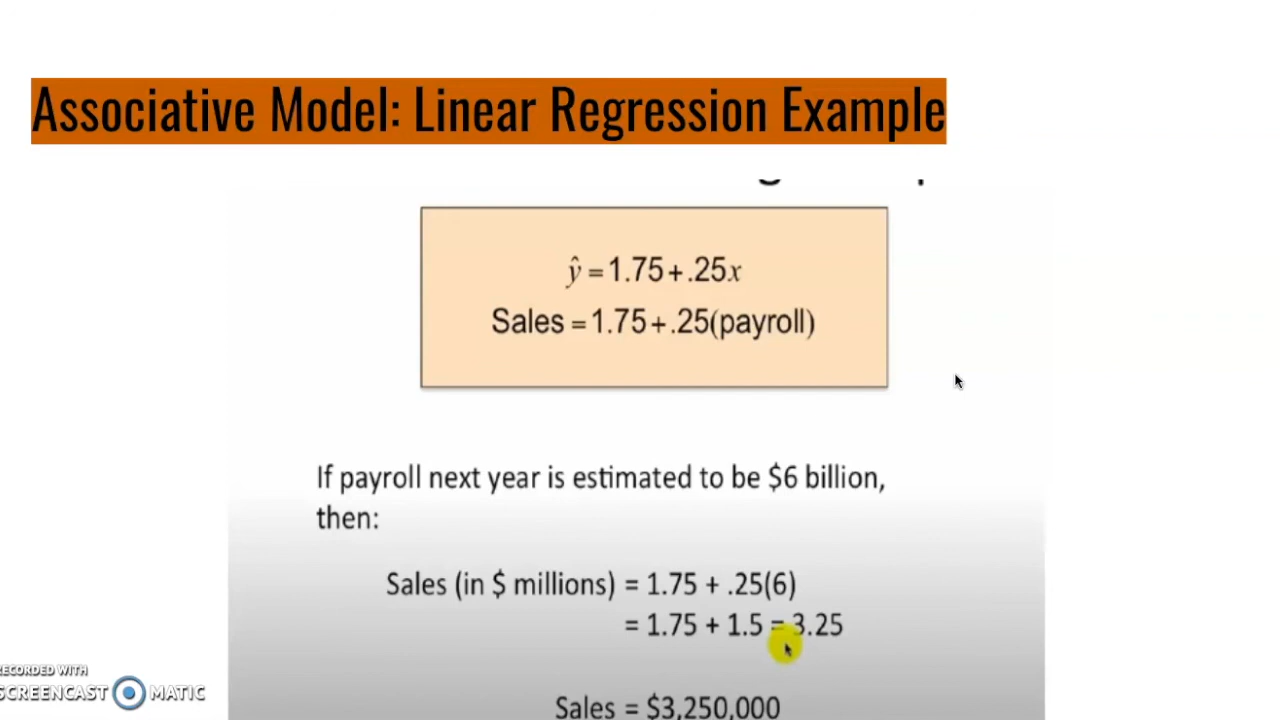 Associative Model: Linear Regression Example
ŷ = 1.75 + .25x
Sales = 1.75 + .25(payroll)
If payroll next year is estimated to be $6 billion,
then:
Sales (in $ millions) = 1.75 + .25(6)
= 1.75 + 1.5 = 3.25
Sales = $3,250,000
RECORDED WITH
SCREENCAST MATIC